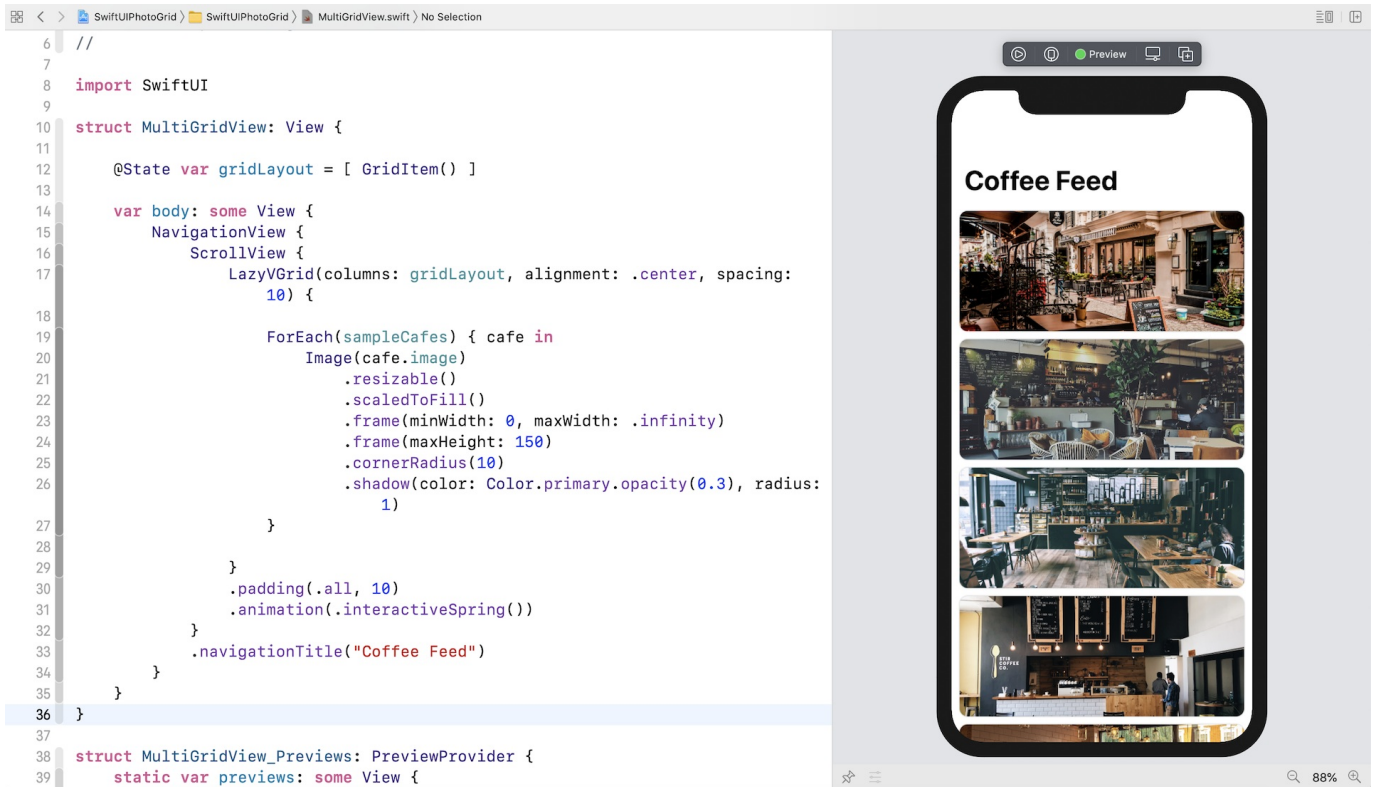 SwiftUIPhotoGrid 〉 SwiftUIPhotoGrid 〉 MultiGridView.swift 〉 No Selection
6 //
7
8 import SwiftUI
9
10 struct MultiGridView: View {
11
12 @State var gridLayout = [ GridItem() ]
13
14 var body: some View {
15 NavigationView {
16 ScrollView {
17 LazyVGrid(columns: gridLayout, alignment: .center, spacing:
10) {
18
19 ForEach(sampleCafes) { cafe in
20 Image(cafe.image)
21 .resizable()
22 .scaledToFill()
23 .frame(minWidth: 0, maxWidth: .infinity)
24 .frame(maxHeight: 150)
25 .cornerRadius(10)
26 .shadow(color: Color.primary.opacity(0.3), radius:
1)
27 }
28
29 }
30 .padding(.all, 10)
31 .animation(.interactiveSpring())
32 }
33 .navigationTitle("Coffee Feed")
34 }
35 }
36 }
37
38 struct MultiGridView_Previews: PreviewProvider {
39 static var previews: some View {
Preview
Coffee Feed
STIR
COFFEE
CO.
88%